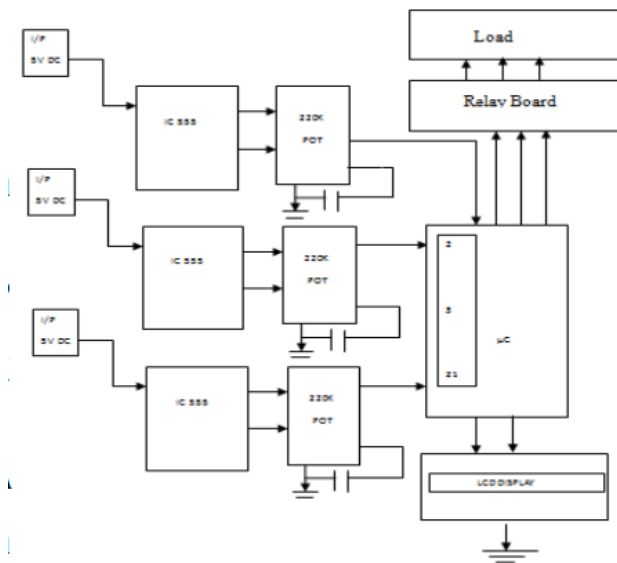 I/P
5V DC
IC 555
220K
POT
Load
Relay Board
I/P
5V DC
IC 555
220K
POT
2
3
21
µC
I/P
5V DC
IC 555
220K
POT
LCD DISPLAY